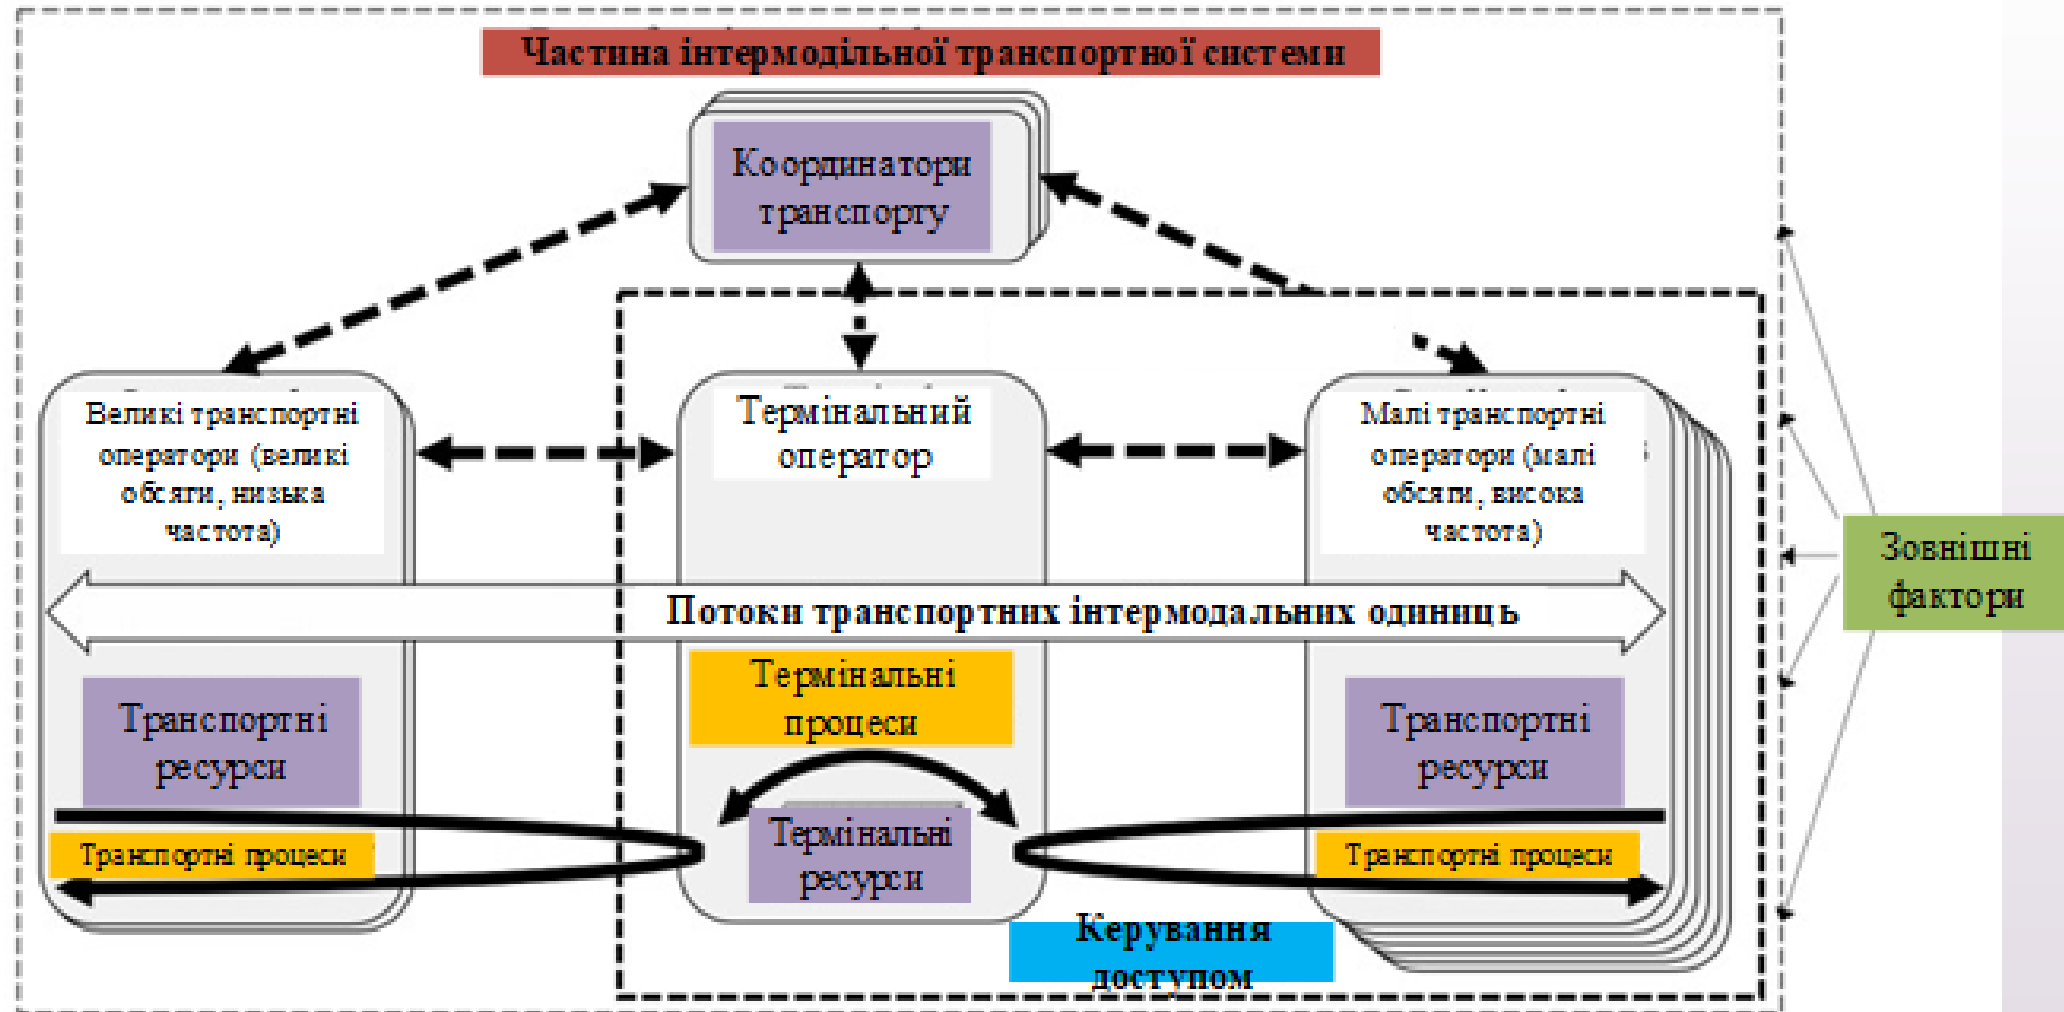 Частина інтермодільної транспортної системи
Координатори
транспорту
Великі транспортні
оператори (великі
обсяги, низька
частота)
Термінальний
оператор
Малі транспортні
оператори (малі
обсяги, висока
частота)
Зовнішні
фактори
Потоки транспортних інтермодальних одиниць
Транспортні
ресурси
Термінальні
процеси
Транспортні
ресурси
Транспортні процеси
Термінальні
ресурси
Транспортні процеси
Керування
доступом